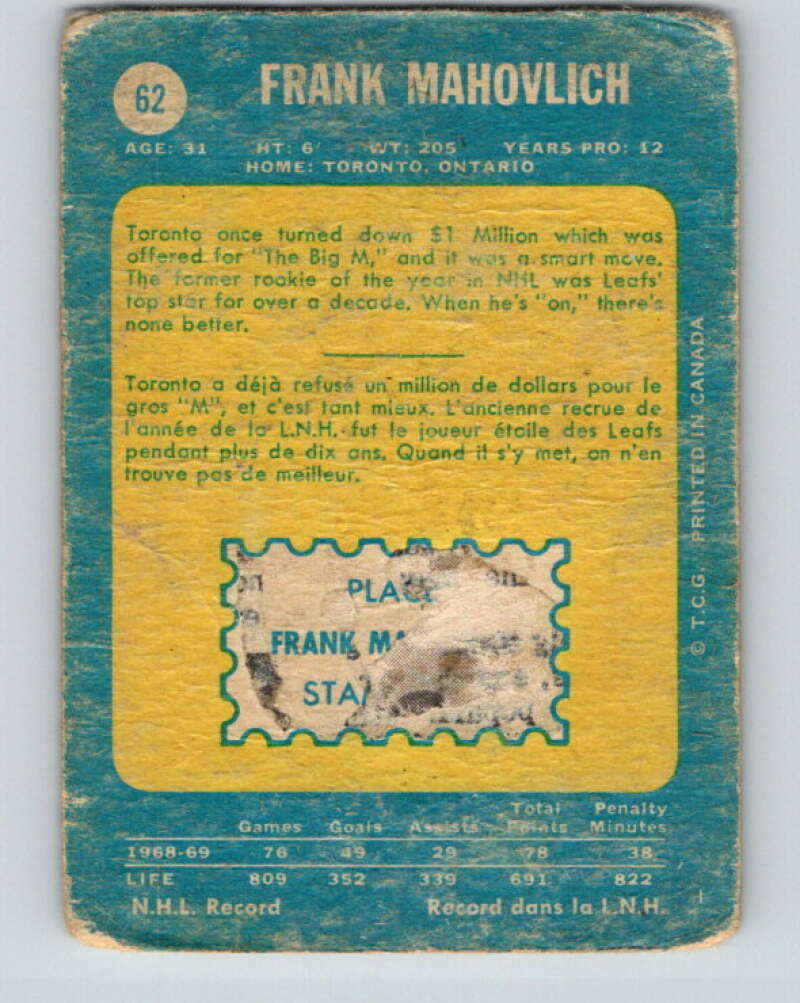 62
FRANK MAHOVLICH
AGE: 31 HT: 6' WT: 205 YEARS PRO: 12
HOME: TORONTO, ONTARIO
Toronto once turned down $1 Million which was
offered for "The Big M," and it was a smart move.
The former rookie of the year in NHL was Leafs'
top star for over a decade. When he's "on," there's
none better.
Toronto a déjà refusé un million de dollars pour le
gros "M", et c'est tant mieux. L'ancienne recrue de
l'année de la L.N.H. fut le joueur étoile des Leafs
pendant plus de dix ans. Quand il s'y met, on n'en
trouve pas de meilleur.
PLACE
FRANK MA
STA
© T.C.G. PRINTED IN CANADA
Total Penalty
Games Goals Assists Points Minutes
1968-69 76 49 29 78 38
LIFE 809 352 339 691 822
N.H.L. Record Record dans la L.N.H.